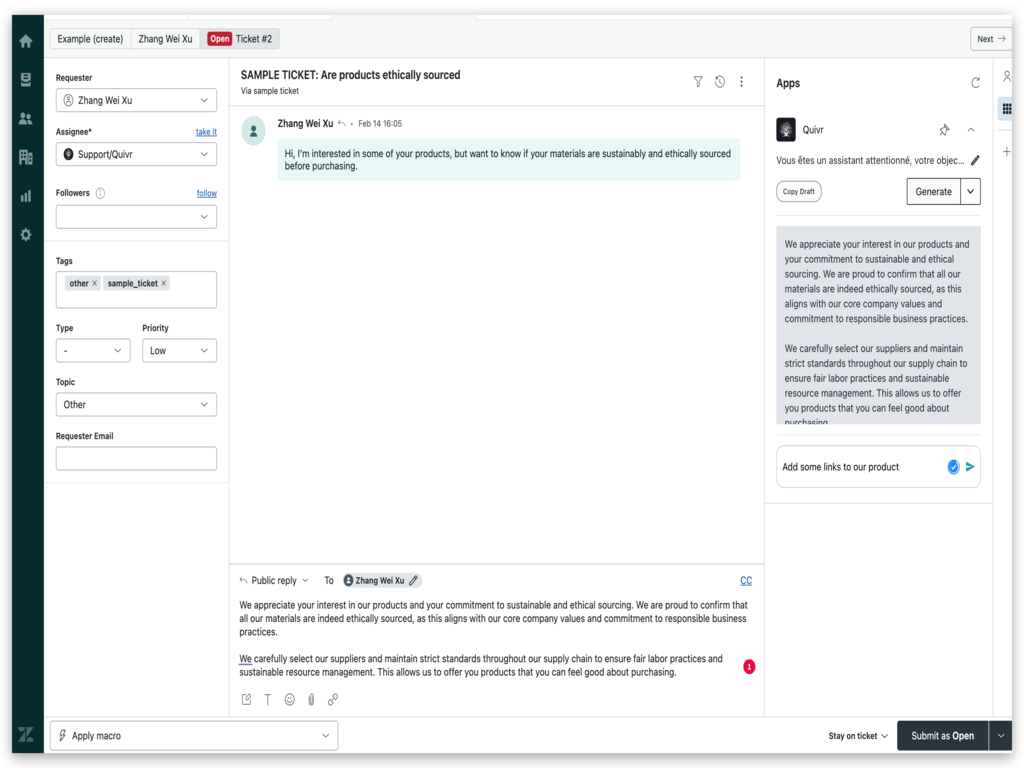 Example (create)
Zhang Wei Xu
Open Ticket #2
Next
Requester
Zhang Wei Xu
Assignee*
take it
Support/Quivr
Followers
follow
Tags
other ×
sample_ticket ×
Type
Priority
-
Low
Topic
Other
Requester Email
SAMPLE TICKET: Are products ethically sourced
Via sample ticket
Zhang Wei Xu • Feb 14 16:05
Hi, I'm interested in some of your products, but want to know if your materials are sustainably and ethically sourced
before purchasing.
Public reply
To
Zhang Wei Xu
CC
We appreciate your interest in our products and your commitment to sustainable and ethical sourcing. We are proud to confirm that
all our materials are indeed ethically sourced, as this aligns with our core company values and commitment to responsible business
practices.
We carefully select our suppliers and maintain strict standards throughout our supply chain to ensure fair labor practices and
sustainable resource management. This allows us to offer you products that you can feel good about purchasing.
1
Apply macro
Stay on ticket
Submit as Open
Apps
Quivr
Vous êtes un assistant attentionné, votre objec...
Copy Draft
Generate
We appreciate your interest in our products and
your commitment to sustainable and ethical
sourcing. We are proud to confirm that all our
materials are indeed ethically sourced, as this
aligns with our core company values and
commitment to responsible business practices.
We carefully select our suppliers and maintain
strict standards throughout our supply chain to
ensure fair labor practices and sustainable
resource management. This allows us to offer
you products that you can feel good about
purchasing
Add some links to our product